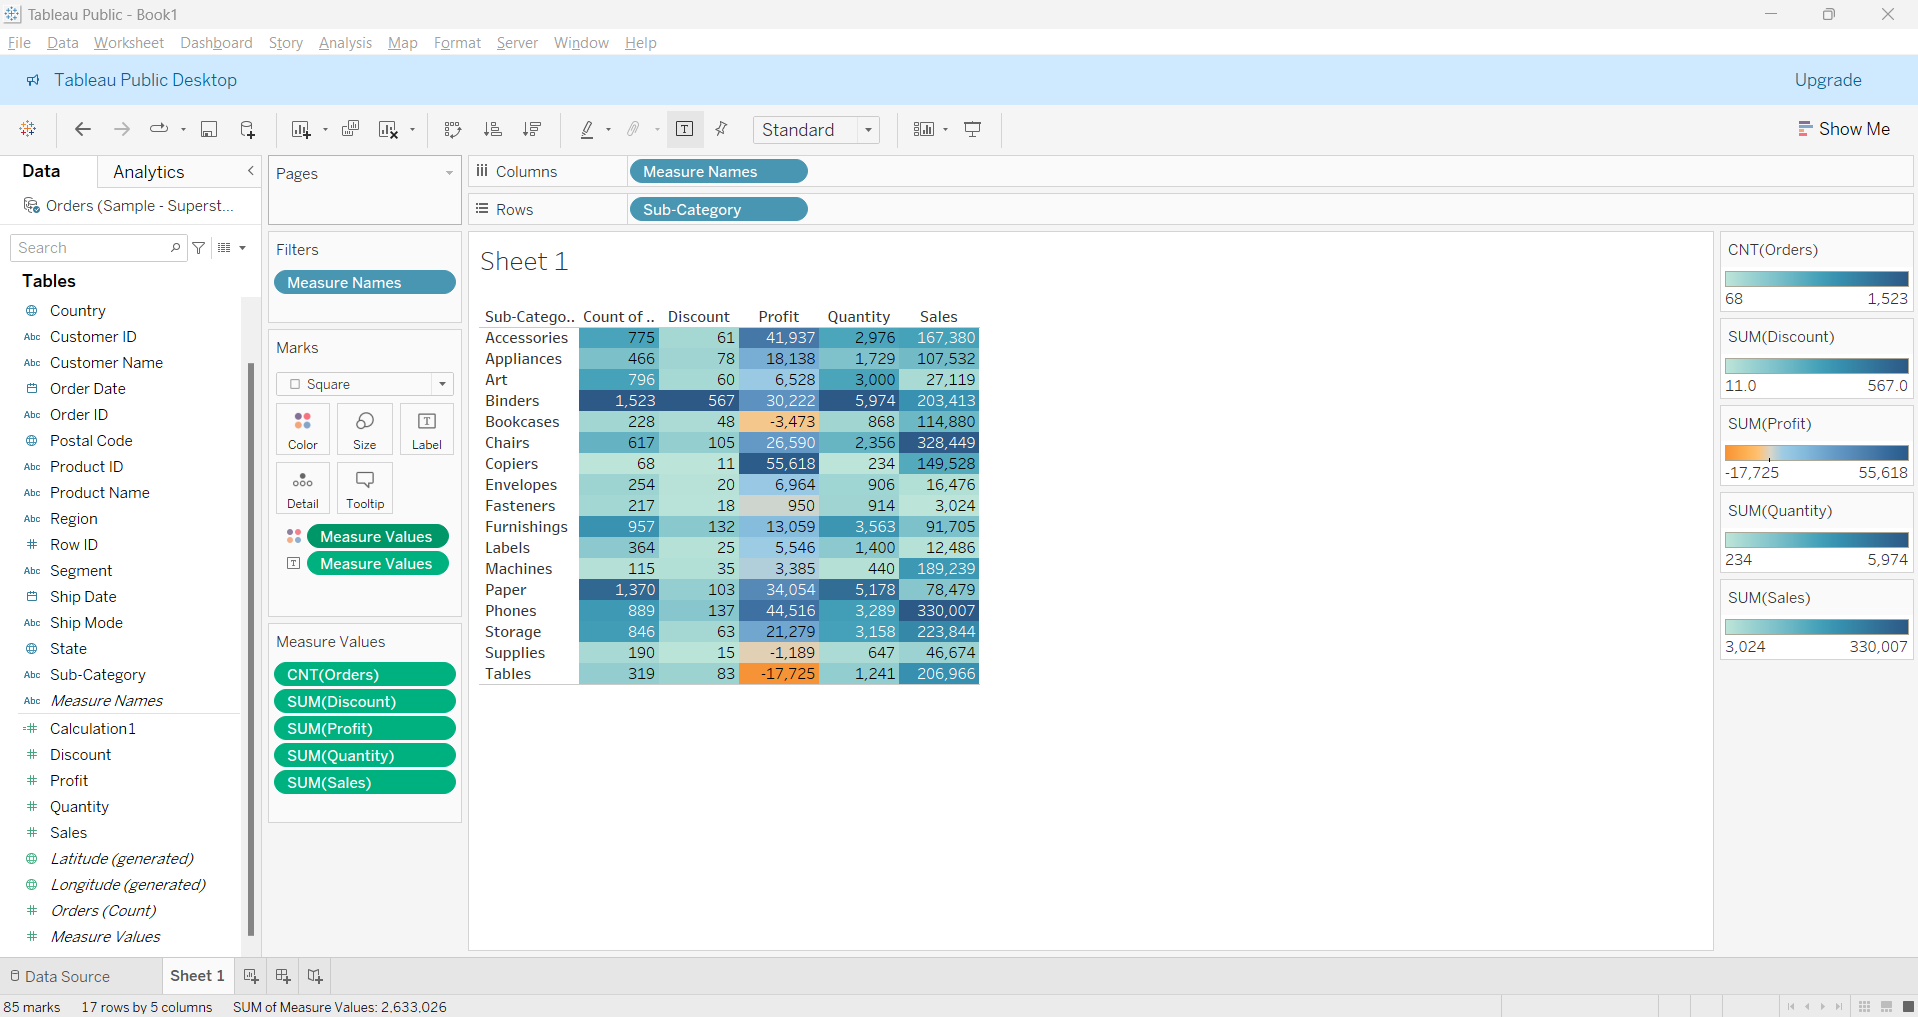 Tableau Public - Book1
File Data Worksheet Dashboard Story Analysis Map Format Server Window Help
Tableau Public Desktop Upgrade
Standard Show Me
Data Analytics
Orders (Sample - Superst...
Search
Tables
Country
Abc Customer ID
Abc Customer Name
Order Date
Abc Order ID
Postal Code
Abc Product ID
Abc Product Name
Abc Region
# Row ID
Abc Segment
Ship Date
Abc Ship Mode
State
Abc Sub-Category
Abc Measure Names
=# Calculation1
# Discount
# Profit
# Quantity
# Sales
Latitude (generated)
Longitude (generated)
# Orders (Count)
# Measure Values
Pages
Filters
Measure Names
Marks
Square
Color Size Label
Detail Tooltip
Measure Values
Measure Values
Measure Values
CNT(Orders)
SUM(Discount)
SUM(Profit)
SUM(Quantity)
SUM(Sales)
Columns Measure Names
Rows Sub-Category
Sheet 1
Sub-Catego.. Count of .. Discount Profit Quantity Sales
Accessories 775 61 41,937 2,976 167,380
Appliances 466 78 18,138 1,729 107,532
Art 796 60 6,528 3,000 27,119
Binders 1,523 567 30,222 5,974 203,413
Bookcases 228 48 -3,473 868 114,880
Chairs 617 105 26,590 2,356 328,449
Copiers 68 11 55,618 234 149,528
Envelopes 254 20 6,964 906 16,476
Fasteners 217 18 950 914 3,024
Furnishings 957 132 13,059 3,563 91,705
Labels 364 25 5,546 1,400 12,486
Machines 115 35 3,385 440 189,239
Paper 1,370 103 34,054 5,178 78,479
Phones 889 137 44,516 3,289 330,007
Storage 846 63 21,279 3,158 223,844
Supplies 190 15 -1,189 647 46,674
Tables 319 83 -17,725 1,241 206,966
CNT(Orders)
68 1,523
SUM(Discount)
11.0 567.0
SUM(Profit)
-17,725 55,618
SUM(Quantity)
234 5,974
SUM(Sales)
3,024 330,007
Data Source Sheet 1
85 marks 17 rows by 5 columns SUM of Measure Values: 2,633,026